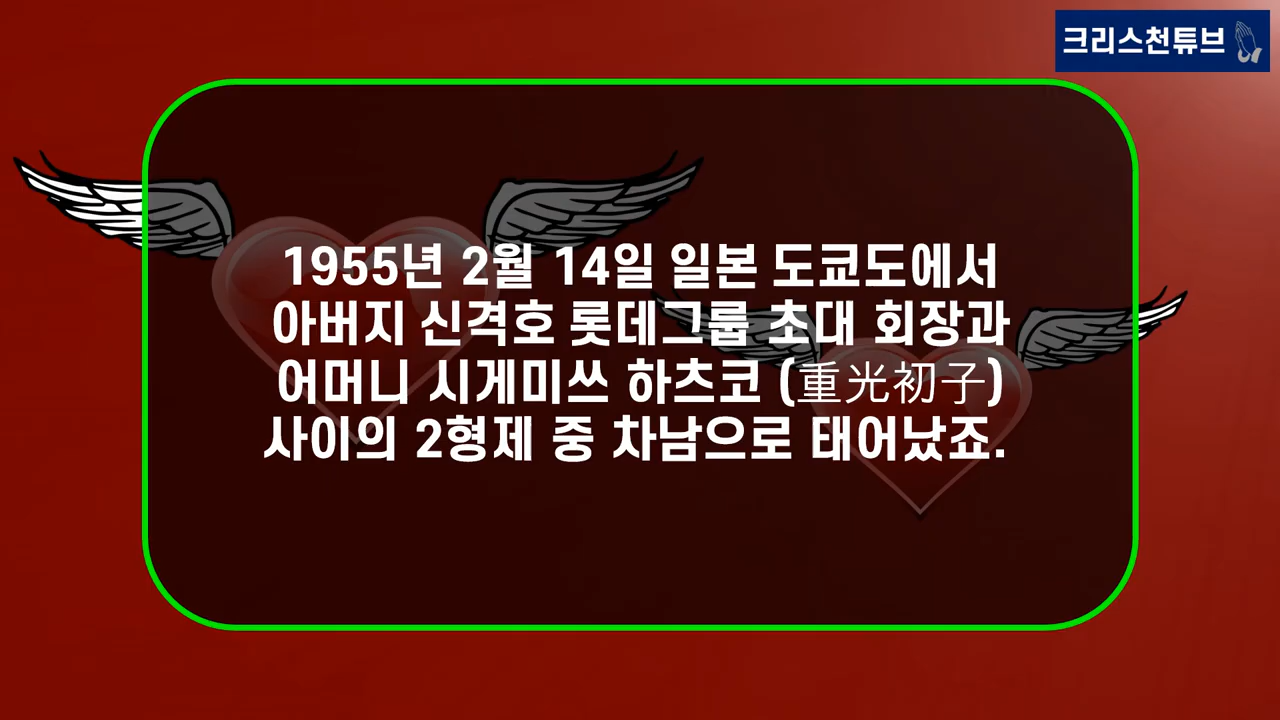 크리스천튜브
1955년 2월 14일 일본 도쿄도에서
아버지 신격호 롯데그룹 초대 회장과
어머니 시게미쓰 하츠코 (重光初子)
사이의 2형제 중 차남으로 태어났죠.